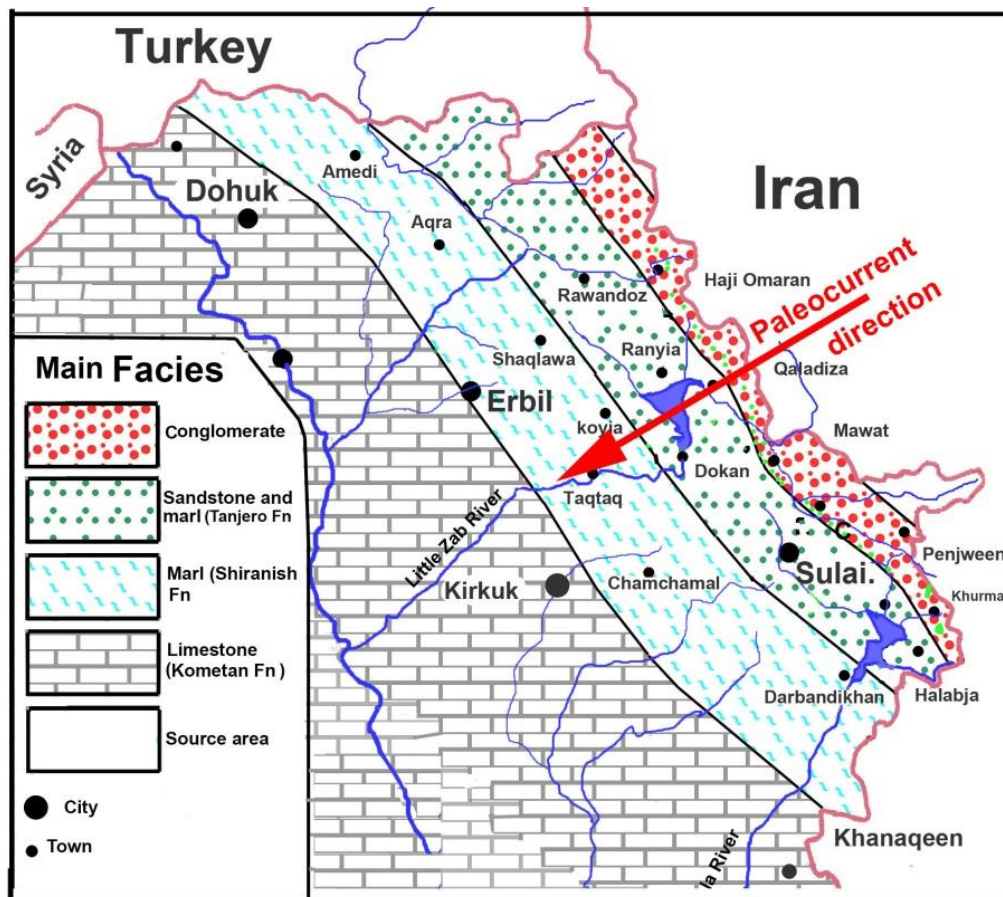 Turkey
Syria
Iran
Dohuk
Amedi
Aqra
Rawandoz
Haji Omaran
Paleocurrent
direction
Shaqlawa
Ranyia
Qaladiza
Erbil
koyia
Mawat
Dokan
Taqtaq
Little Zab River
Penjween
Sulai.
Kirkuk
Chamchamal
Khurma
Darbandikhan
Halabja
Khanaqeen
la River
Main Facies
Conglomerate
Sandstone and
marl (Tanjero Fn
Marl (Shiranish
Fn
Limestone
(Kometan Fn )
Source area
City
Town